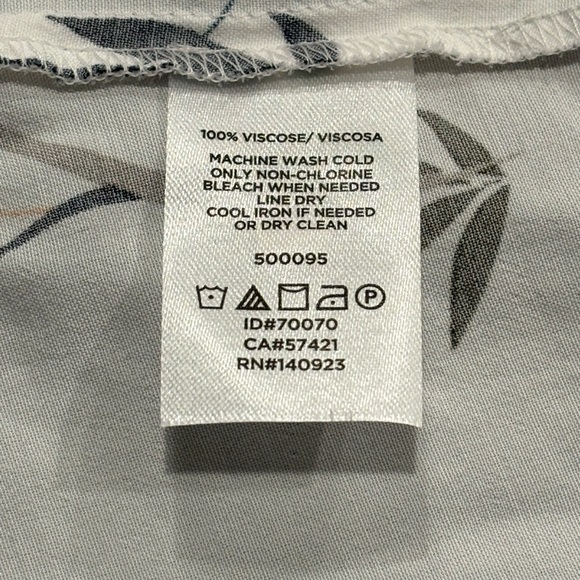 100% VISCOSE/ VISCOSA
MACHINE WASH COLD
ONLY NON-CHLORINE
BLEACH WHEN NEEDED
LINE DRY
COOL IRON IF NEEDED
OR DRY CLEAN
500095
P
ID#70070
CA#57421
RN#140923